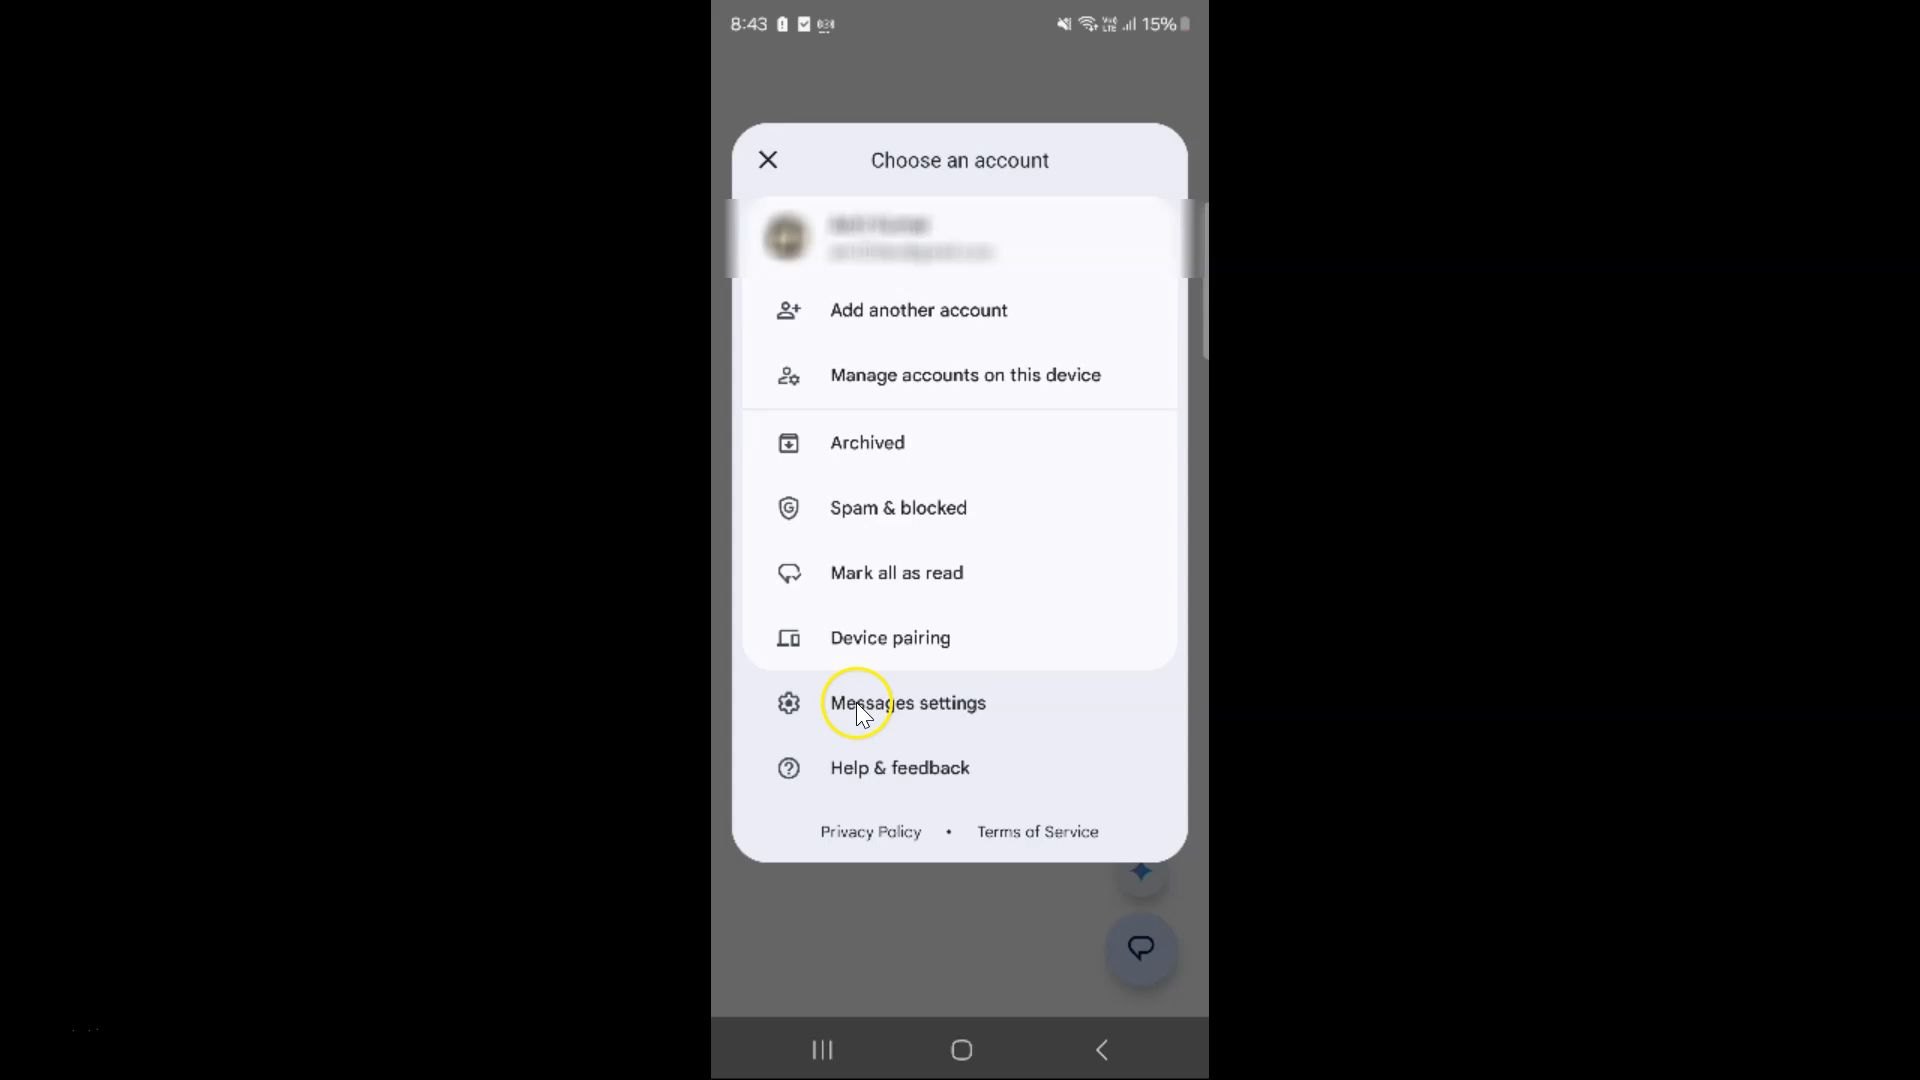 8:43
15%
Choose an account
Add another account
Manage accounts on this device
Archived
Spam & blocked
Mark all as read
Device pairing
Messages settings
Help & feedback
Privacy Policy • Terms of Service